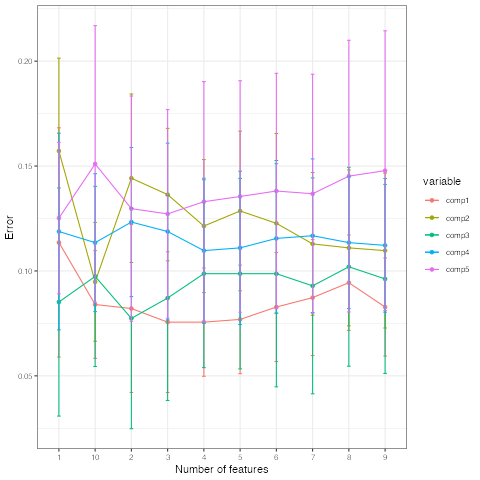 0.20
0.15
0.10
0.05
Error
1 10 2 3 4 5 6 7 8 9
Number of features
variable
comp1
comp2
comp3
comp4
comp5